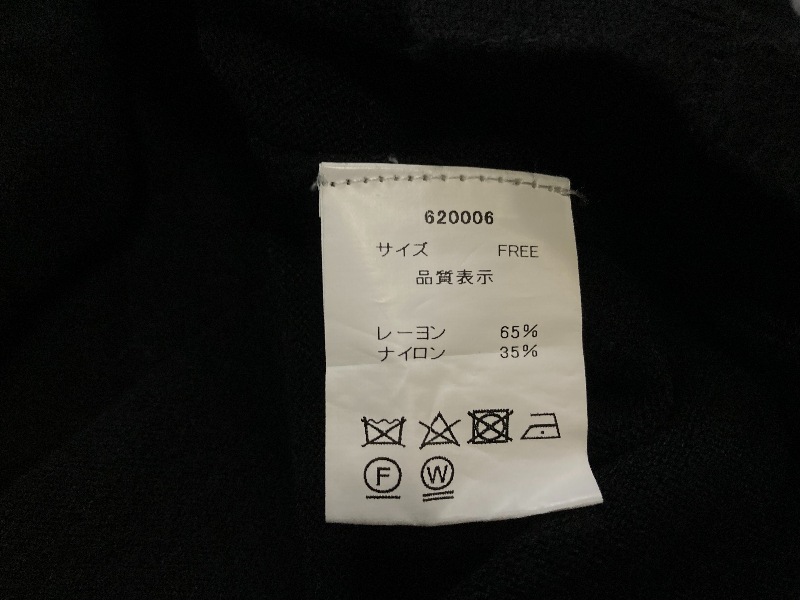 620006
サイズ FREE
品質表示
レーヨン 65%
ナイロン 35%
F W